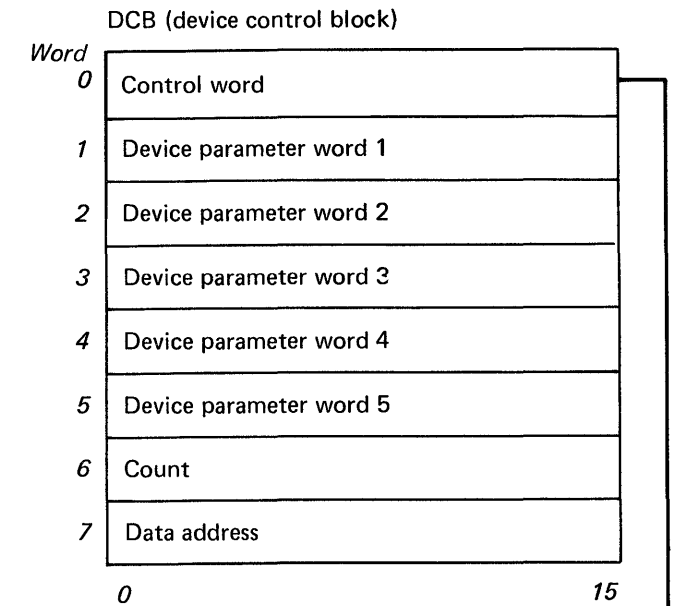 DCB (device control block)
Word
0 Control word
1 Device parameter word 1
2 Device parameter word 2
3 Device parameter word 3
4 Device parameter word 4
5 Device parameter word 5
6 Count
7 Data address
0 15